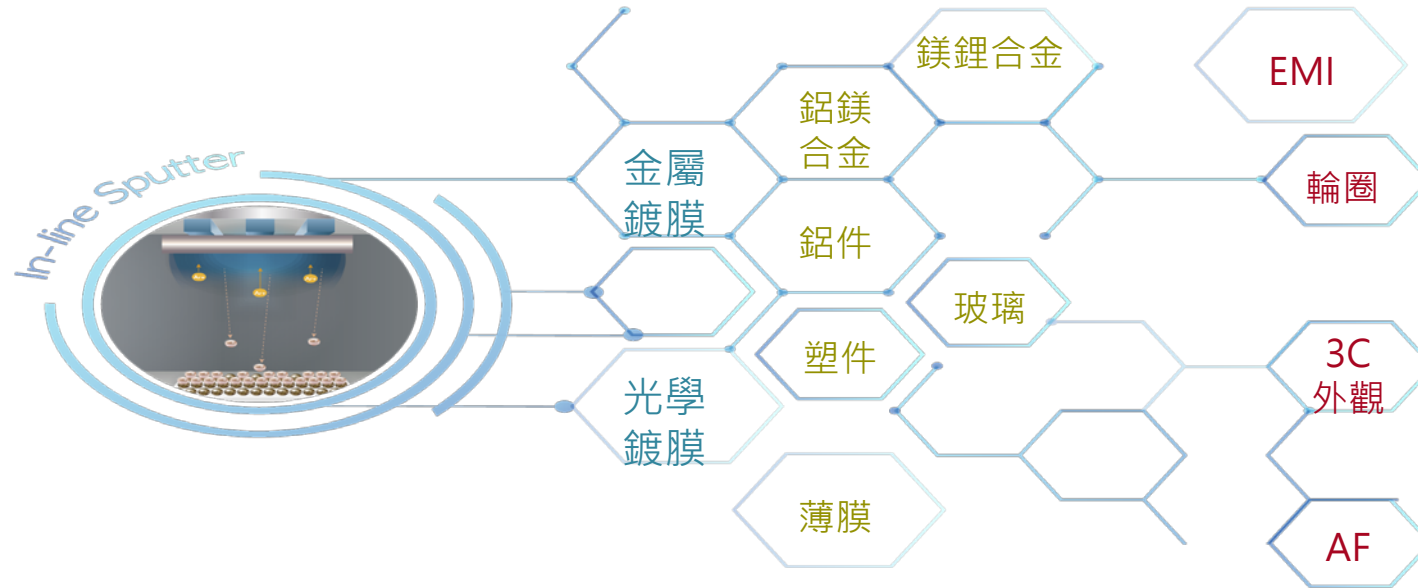 In-line Sputter
金屬
鍍膜
光學
鍍膜
鎂鋰合金
鋁鎂
合金
鋁件
玻璃
塑件
薄膜
EMI
輪圈
3C
外觀
AF